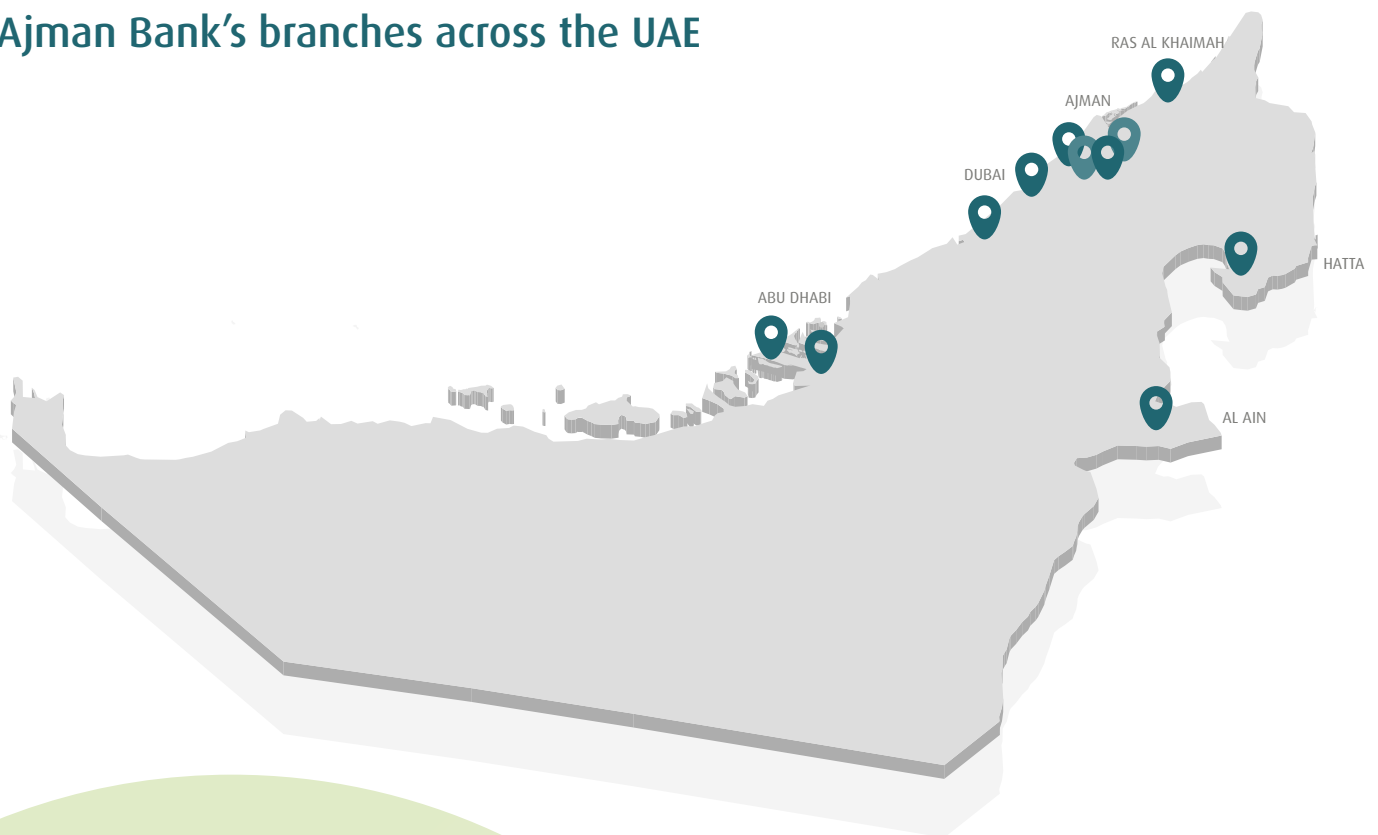 Ajman Bank's branches across the UAE
RAS AL KHAIMAH
AJMAN
DUBAI
HATTA
ABU DHABI
AL AIN